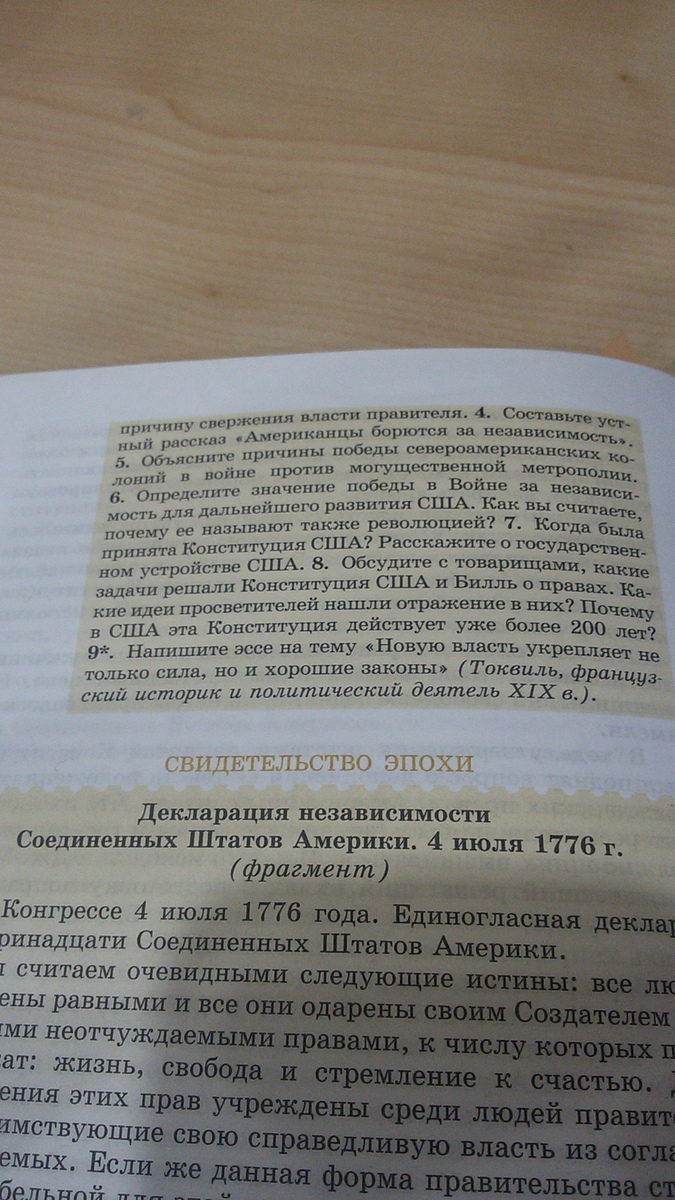 причину свержения власти правителя. 4. Составьте уст-
ный рассказ «Американцы борются за независимость».
5. Объясните причины победы североамериканских ко-
лоний в войне против могущественной метрополии.
6. Определите значение победы в Войне за независи-
мость для дальнейшего развития США. Как вы считаете,
почему ее называют также революцией? 7. Когда была
принята Конституция США? Расскажите о государствен-
ном устройстве США. 8. Обсудите с товарищами, какие
задачи решали Конституция США и Билль о правах. Ка-
кие идеи просветителей нашли отражение в них? Почему
в США эта Конституция действует уже более 200 лет?
9*. Напишите эссе на тему «Новую власть укрепляет не
только сила, но и хорошие законы» (Токвиль, француз-
ский историк и политический деятель XIX в.).
СВИДЕТЕЛЬСТВО ЭПОХИ
Декларация независимости
Соединенных Штатов Америки. 4 июля 1776 г.
(фрагмент)
Конгрессе 4 июля 1776 года. Единогласная деклар
ринадцати Соединенных Штатов Америки.
ы считаем очевидными следующие истины: все лю
ены равными и все они одарены своим Создателем
ми неотчуждаемыми правами, к числу которых п
ат: жизнь, свобода и стремление к счастью.
ения этих прав учреждены среди людей правит
имствующие свою справедливую власть из согла
емых. Если же данная форма правительства ст
бельной для этой